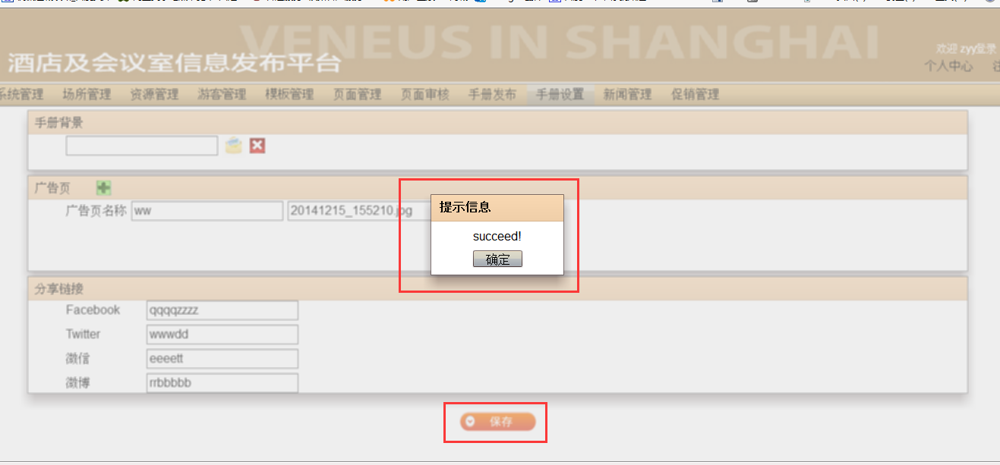 VENEUS IN SHANGHAI
酒店及会议室信息发布平台
欢迎 zyy登录
个人中心
系统管理 场所管理 资源管理 游客管理 模板管理 页面管理 页面审核 手册发布 手册设置 新闻管理 促销管理
手册背景
广告页
广告页名称 ww 20141215_155210.jpg
提示信息
succeed!
确定
分享链接
Facebook qqqqzzzz
Twitter wwwdd
微信 eeeett
微博 rrbbbbb
保存